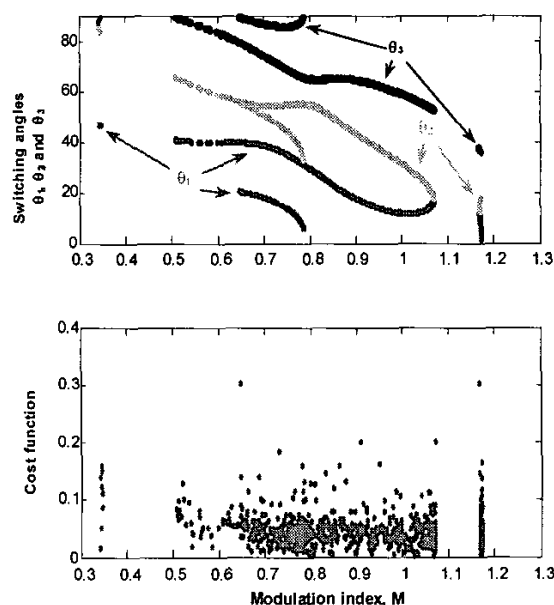 80
60
40
20
0
Switching angles
θ₁, θ₂ and θ₃
θ₃
θ₂
θ₁
0.3 0.4 0.5 0.6 0.7 0.8 0.9 1 1.1 1.2 1.3
0.4
0.3
0.2
0.1
0
Cost function
0.3 0.4 0.5 0.6 0.7 0.8 0.9 1 1.1 1.2 1.3
Modulation index, M